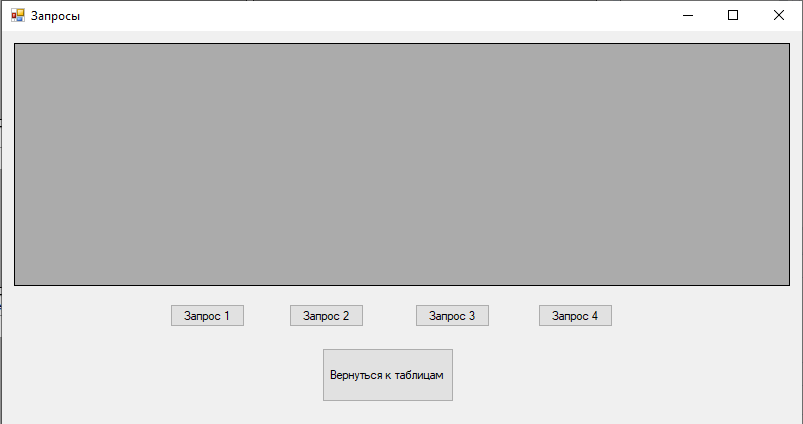 Запросы
Запрос 1
Запрос 2
Запрос 3
Запрос 4
Вернуться к таблицам